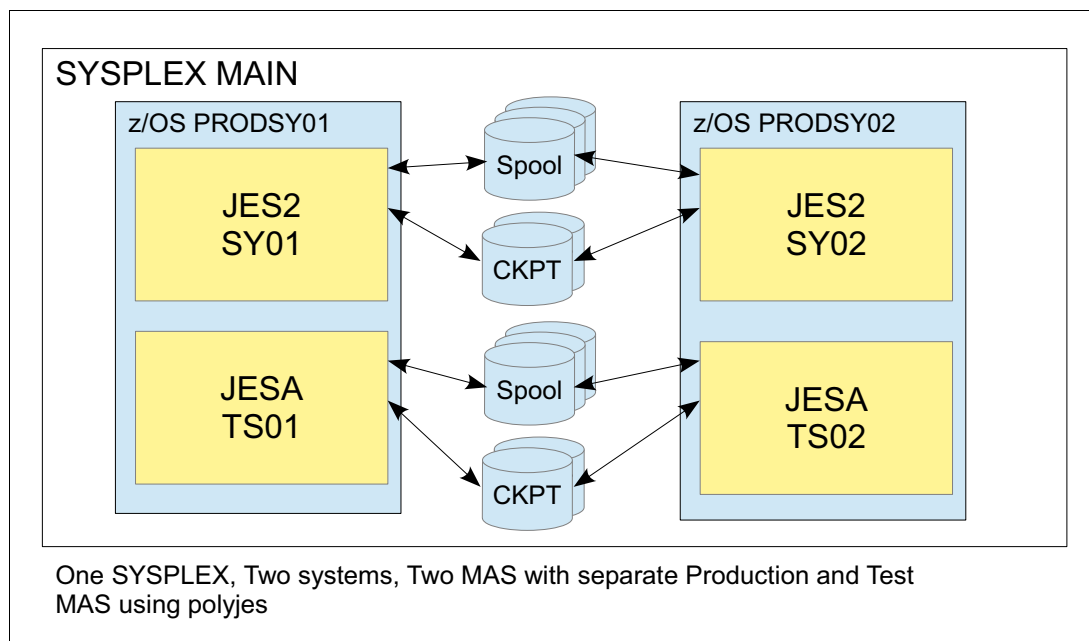 SYSPLEX MAIN
z/OS PRODSY01
JES2
SY01
JESA
TS01
Spool
CKPT
Spool
CKPT
z/OS PRODSY02
JES2
SY02
JESA
TS02
One SYSPLEX, Two systems, Two MAS with separate Production and Test
MAS using polyjes